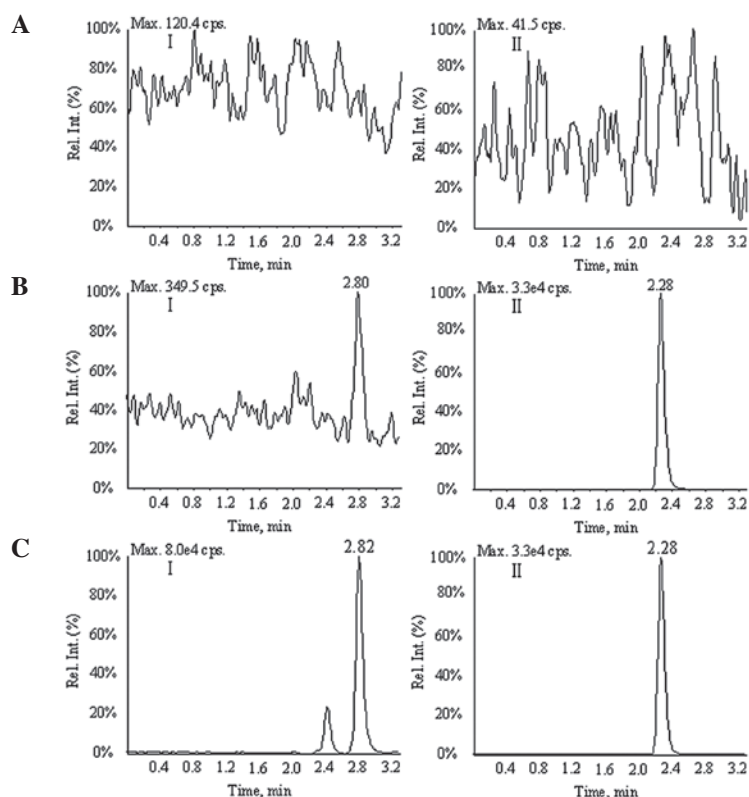 A
Max. 120.4 cps.
I
100%
80%
60%
40%
20%
0%
Rel. Int. (%)
0.4 0.8 1.2 1.6 2.0 2.4 2.8 3.2
Time, min
Max. 41.5 cps.
II
100%
80%
60%
40%
20%
0%
Rel. Int. (%)
0.4 0.8 1.2 1.6 2.0 2.4 2.8 3.2
Time, min
B
Max. 349.5 cps.
I
2.80
100%
80%
60%
40%
20%
0%
Rel. Int. (%)
0.4 0.8 1.2 1.6 2.0 2.4 2.8 3.2
Time, min
Max. 3.3e4 cps.
II
2.28
100%
80%
60%
40%
20%
0%
Rel. Int. (%)
0.4 0.8 1.2 1.6 2.0 2.4 2.8 3.2
Time, min
C
Max. 8.0e4 cps.
I
2.82
100%
80%
60%
40%
20%
0%
Rel. Int. (%)
0.4 0.8 1.2 1.6 2.0 2.4 2.8 3.2
Time, min
Max. 3.3e4 cps.
II
2.28
100%
80%
60%
40%
20%
0%
Rel. Int. (%)
0.4 0.8 1.2 1.6 2.0 2.4 2.8 3.2
Time, min